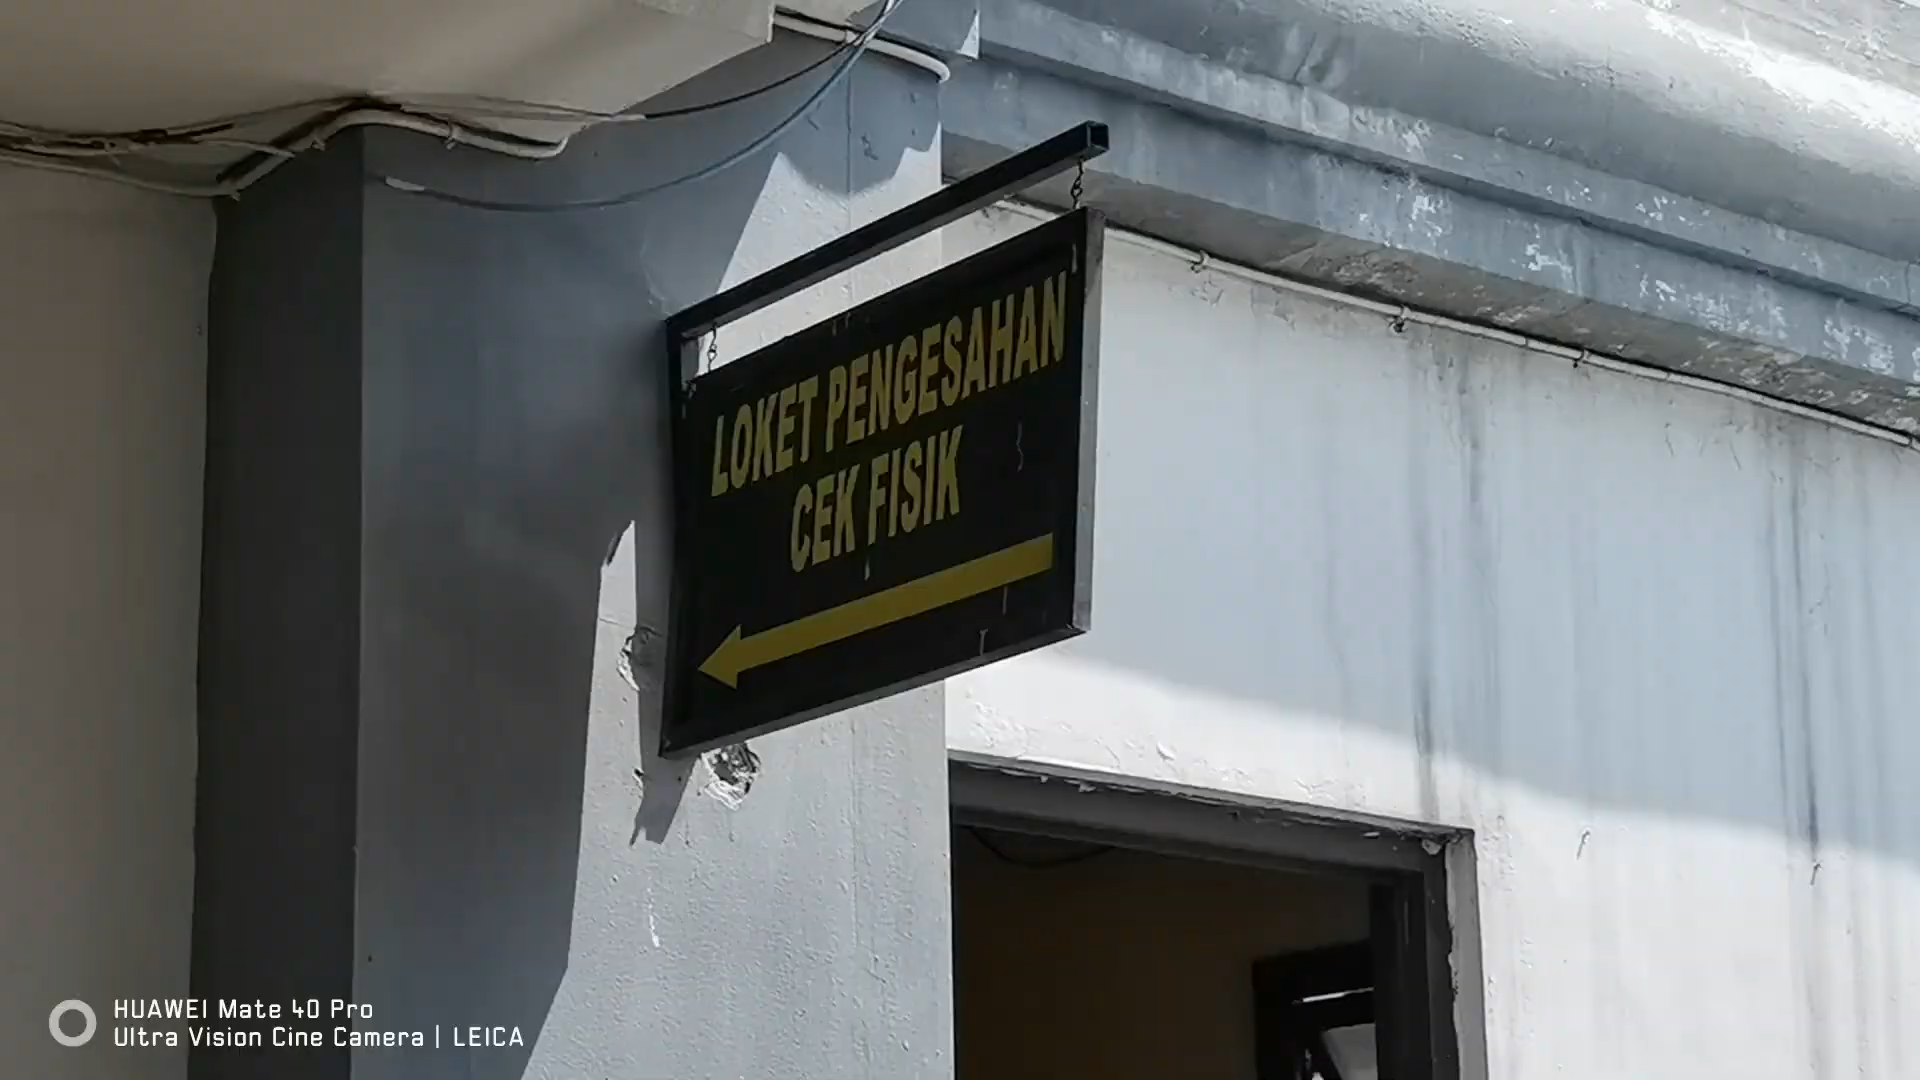 LOKET PENGESAHAN
CEK FISIK
HUAWEI Mate 40 Pro
Ultra Vision Cine Camera | LEICA